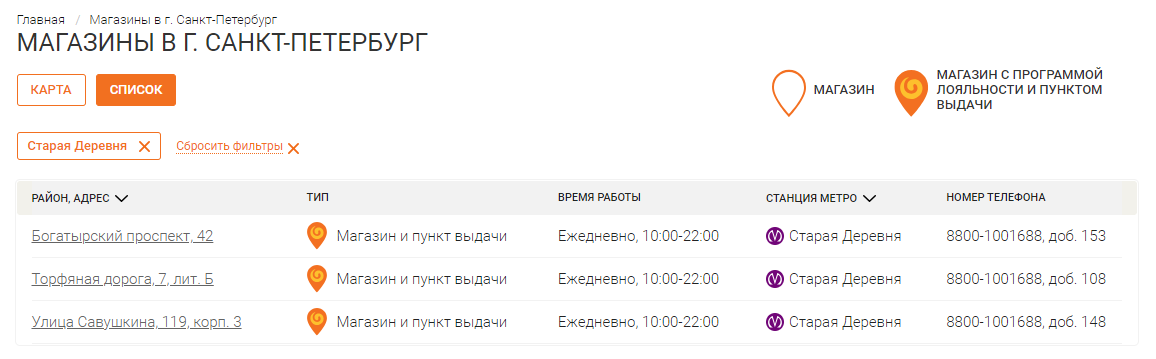 Главная / Магазины в г. Санкт-Петербург
МАГАЗИНЫ В Г. САНКТ-ПЕТЕРБУРГ
КАРТА СПИСОК
МАГАЗИН
МАГАЗИН С ПРОГРАММОЙ
ЛОЯЛЬНОСТИ И ПУНКТОМ
ВЫДАЧИ
Старая Деревня Сбросить фильтры
РАЙОН, АДРЕС ТИП ВРЕМЯ РАБОТЫ СТАНЦИЯ МЕТРО НОМЕР ТЕЛЕФОНА
Богатырский проспект, 42 Магазин и пункт выдачи Ежедневно, 10:00-22:00 Старая Деревня 8800-1001688, доб. 153
Торфяная дорога, 7, лит. Б Магазин и пункт выдачи Ежедневно, 10:00-22:00 Старая Деревня 8800-1001688, доб. 108
Улица Савушкина, 119, корп. 3 Магазин и пункт выдачи Ежедневно, 10:00-22:00 Старая Деревня 8800-1001688, доб. 148